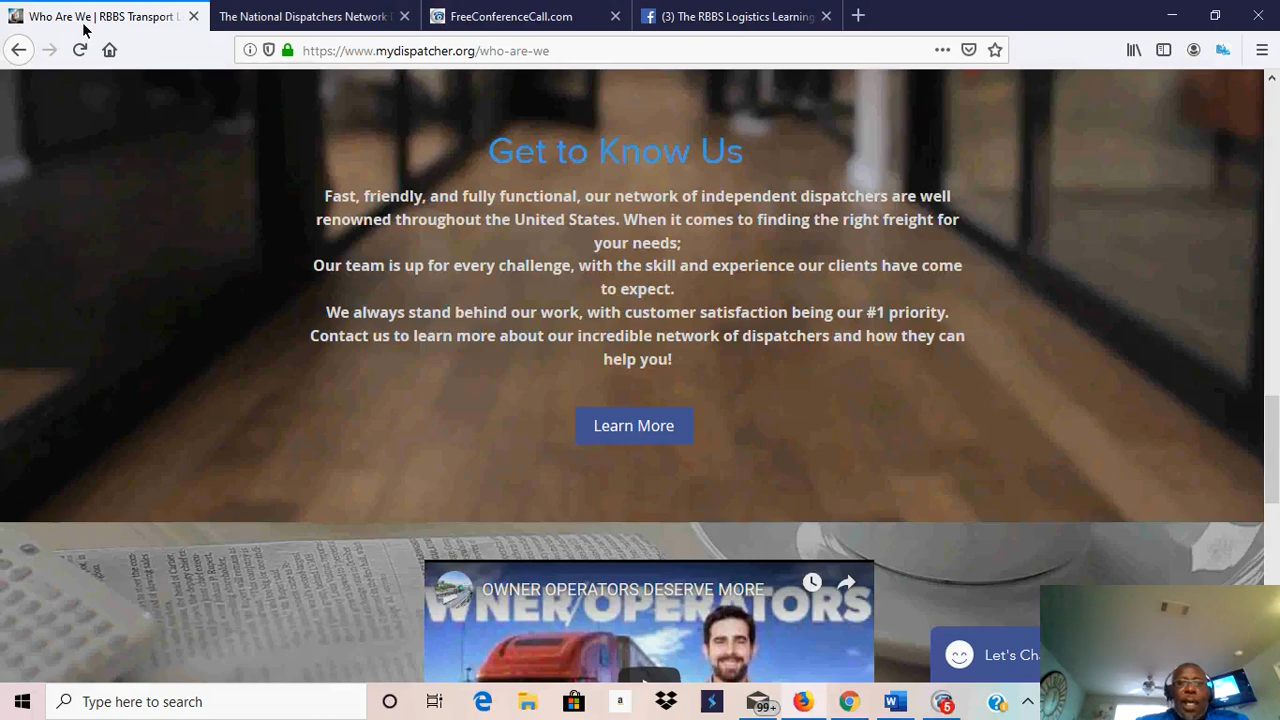 Who Are We | RBBS Transport L
The National Dispatchers Network
FreeConferenceCall.com
(3) The RBBS Logistics Learning
https://www.mydispatcher.org/who-are-we
Get to Know Us
Fast, friendly, and fully functional, our network of independent dispatchers are well
renowned throughout the United States. When it comes to finding the right freight for
your needs;
Our team is up for every challenge, with the skill and experience our clients have come
to expect.
We always stand behind our work, with customer satisfaction being our #1 priority.
Contact us to learn more about our incredible network of dispatchers and how they can
help you!
Learn More
OWNER OPERATORS DESERVE MORE
WNER OPERATORS
Let's Ch
Type here to search
99+
5